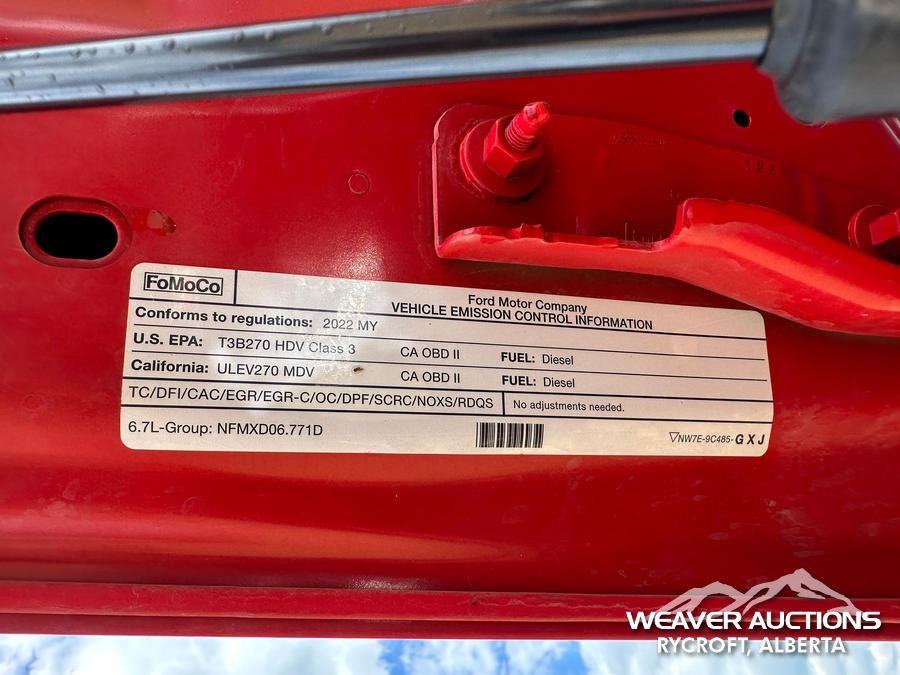 FoMoCo
Ford Motor Company
VEHICLE EMISSION CONTROL INFORMATION
Conforms to regulations: 2022 MY
U.S. EPA: T3B270 HDV Class 3 CA OBD II FUEL: Diesel
California: ULEV270 MDV CA OBD II FUEL: Diesel
TC/DFI/CAC/EGR/EGR-C/OC/DPF/SCRC/NOXS/RDQS No adjustments needed.
6.7L-Group: NFMXD06.771D ▽NW7E-9C485-GXJ
WEAVER AUCTIONS
RYCROFT, ALBERTA